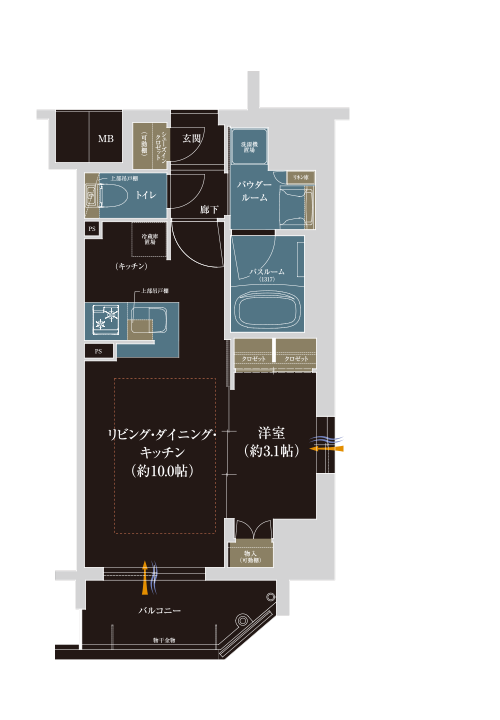 MB
シューズイン
クロゼット
(可動棚)
玄関
洗濯機
置場
上部吊戸棚
トイレ
パウダー
ルーム
リネン庫
廊下
PS
冷蔵庫
置場
(キッチン)
バスルーム
(1317)
上部吊戸棚
PS
クロゼット
クロゼット
リビング・ダイニング・
キッチン
(約10.0帖)
洋室
(約3.1帖)
物入
(可動棚)
バルコニー
物干金物